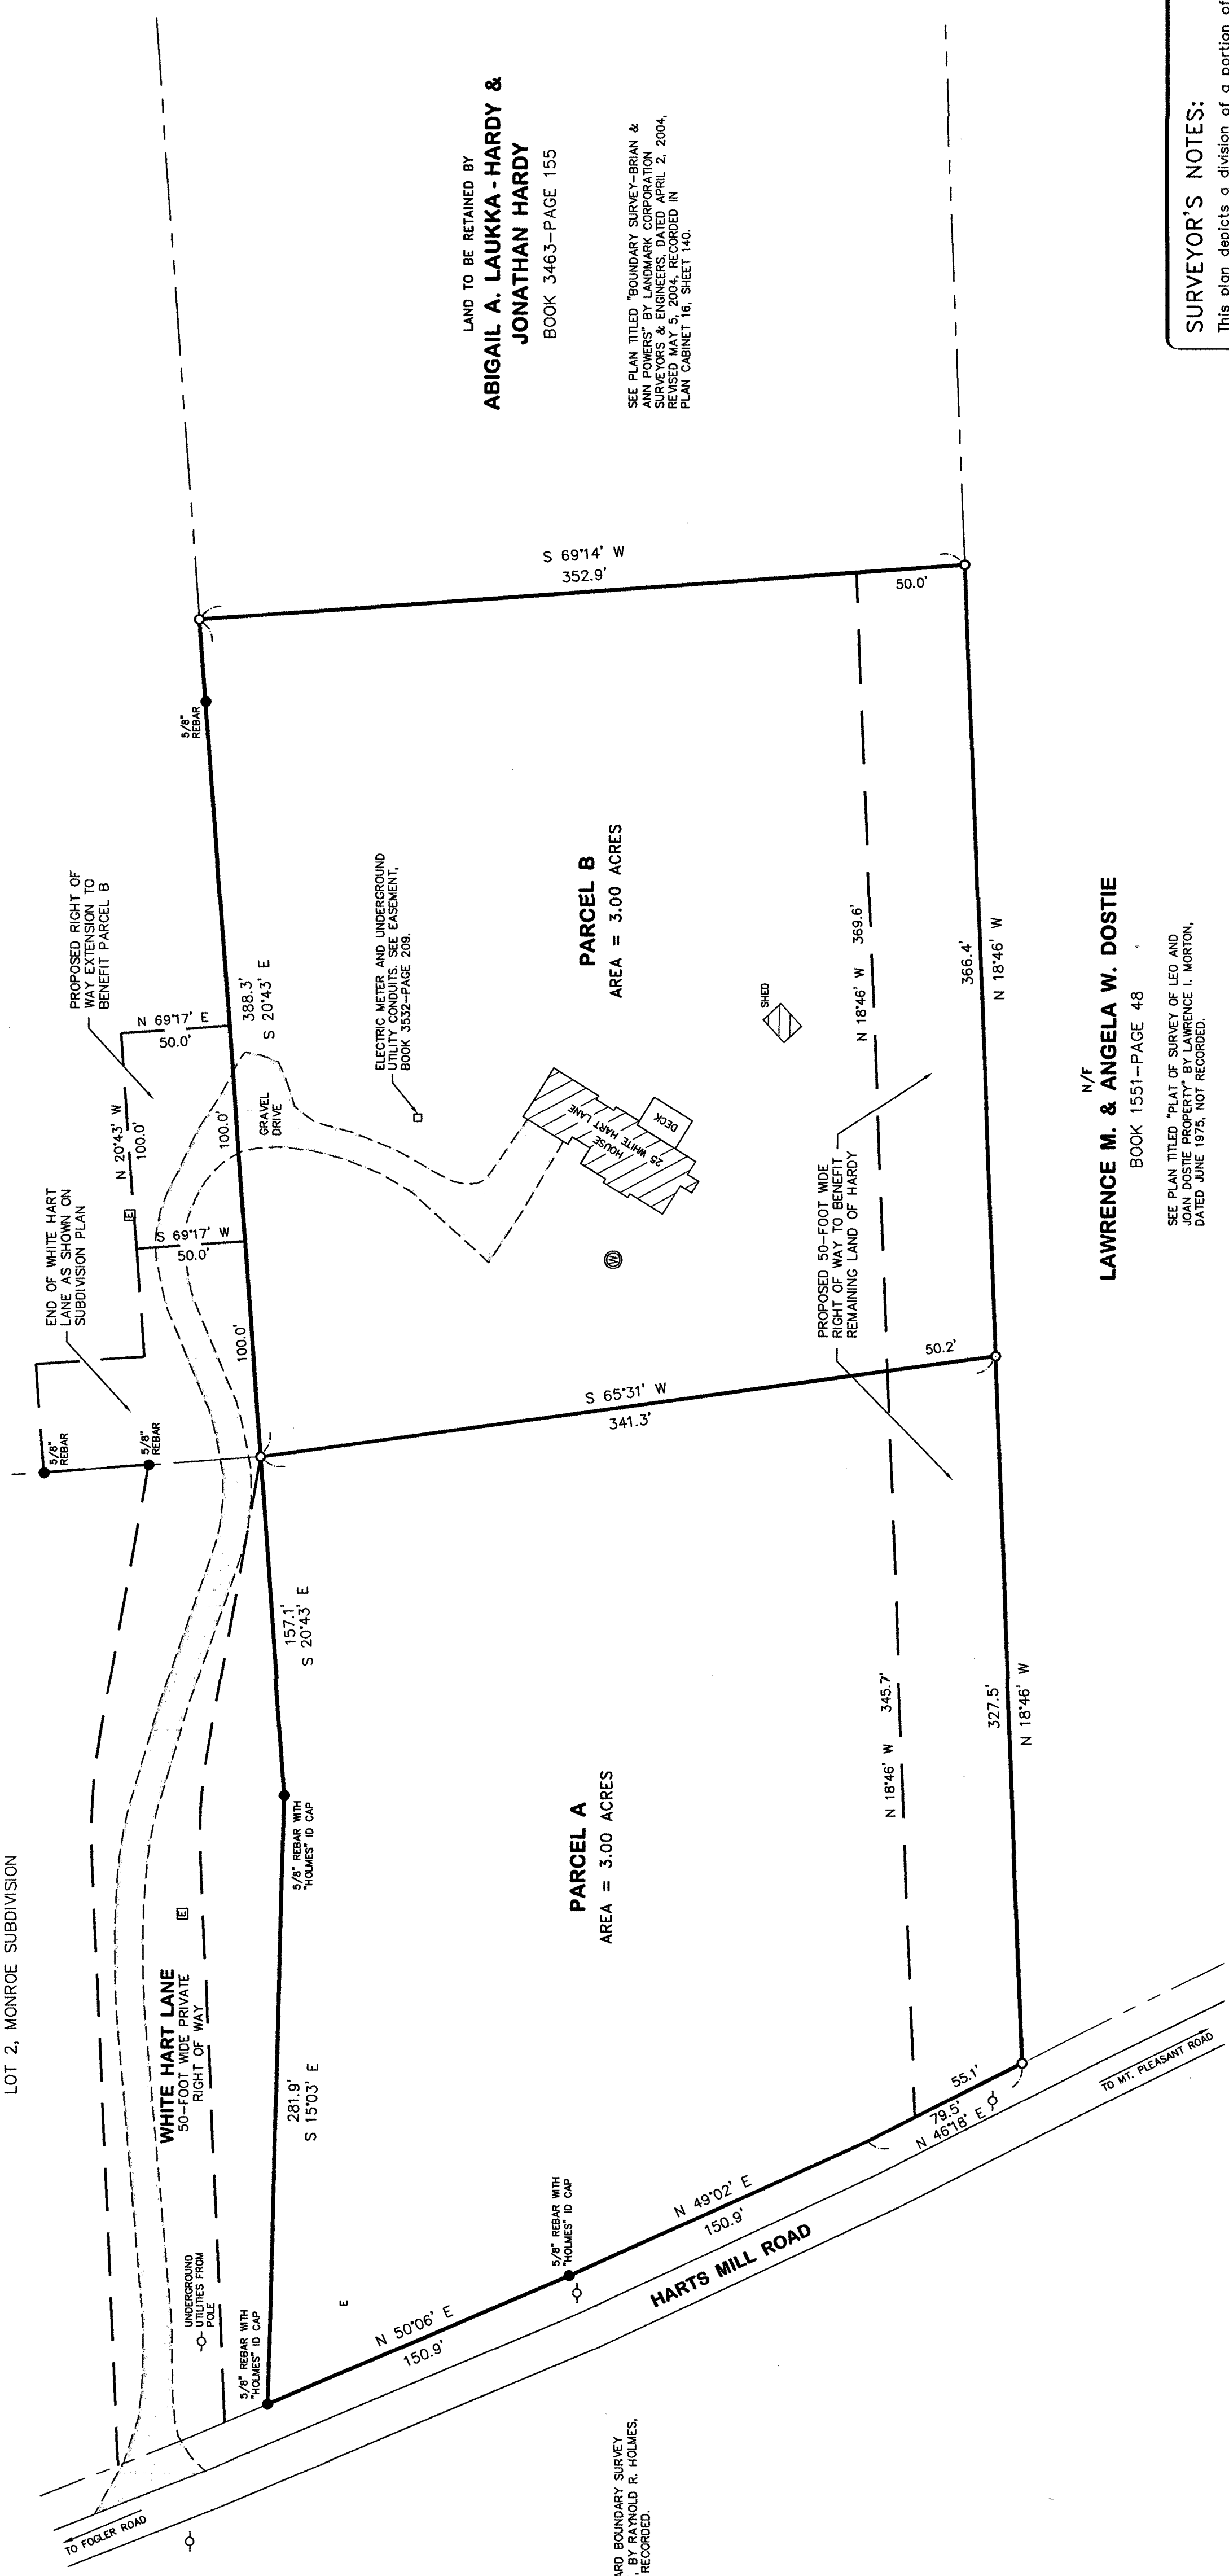 LOT 2, MONROE SUBDIVISION
TO FOGLER ROAD
UNDERGROUND
UTILITIES FROM
POLE
WHITE HART LANE
50-FOOT WIDE PRIVATE
RIGHT OF WAY
E
5/8"
REBAR
5/8"
REBAR
END OF WHITE HART
LANE AS SHOWN ON
SUBDIVISION PLAN
S 69°17' W
50.0'
E
N 20°43' W
100.0'
N 69°17' E
50.0'
PROPOSED RIGHT OF
WAY EXTENSION TO
BENEFIT PARCEL B
100.0'
100.0'
GRAVEL
DRIVE
388.3'
S 20°43' E
5/8"
REBAR
5/8" REBAR WITH
"HOLMES" ID CAP
281.9'
S 15°03' E
5/8" REBAR WITH
"HOLMES" ID CAP
157.1'
S 20°43' E
E
N 50°06' E
150.9'
5/8" REBAR WITH
"HOLMES" ID CAP
N 49°02' E
150.9'
HARTS MILL ROAD
79.5'
N 46°18' E
55.1'
TO MT. PLEASANT ROAD
PARCEL A
AREA = 3.00 ACRES
S 65°31' W
341.3'
50.2'
W
ELECTRIC METER AND UNDERGROUND
UTILITY CONDUITS. SEE EASEMENT,
BOOK 3532-PAGE 209.
HOUSE
25 WHITE HART LANE
DECK
SHED
PARCEL B
AREA = 3.00 ACRES
S 69°14' W
352.9'
50.0'
N 18°46' W 345.7'
N 18°46' W 369.6'
PROPOSED 50-FOOT WIDE
RIGHT OF WAY TO BENEFIT
REMAINING LAND OF HARDY
327.5'
N 18°46' W
366.4'
N 18°46' W
LAND TO BE RETAINED BY
ABIGAIL A. LAUKKA-HARDY &
JONATHAN HARDY
BOOK 3463-PAGE 155
SEE PLAN TITLED "BOUNDARY SURVEY-BRIAN &
ANN POWERS" BY LANDMARK CORPORATION
SURVEYORS & ENGINEERS, DATED APRIL 2, 2004,
REVISED MAY 5, 2004, RECORDED IN
PLAN CABINET 16, SHEET 140.
N/F
LAWRENCE M. & ANGELA W. DOSTIE
BOOK 1551-PAGE 48
SEE PLAN TITLED "PLAT OF SURVEY OF LEO AND
JOAN DOSTIE PROPERTY" BY LAWRENCE I. MORTON,
DATED JUNE 1975, NOT RECORDED.
ARD BOUNDARY SURVEY
, BY RAYNOLD R. HOLMES,
RECORDED.
SURVEYOR'S NOTES:
This plan depicts a division of a portion of